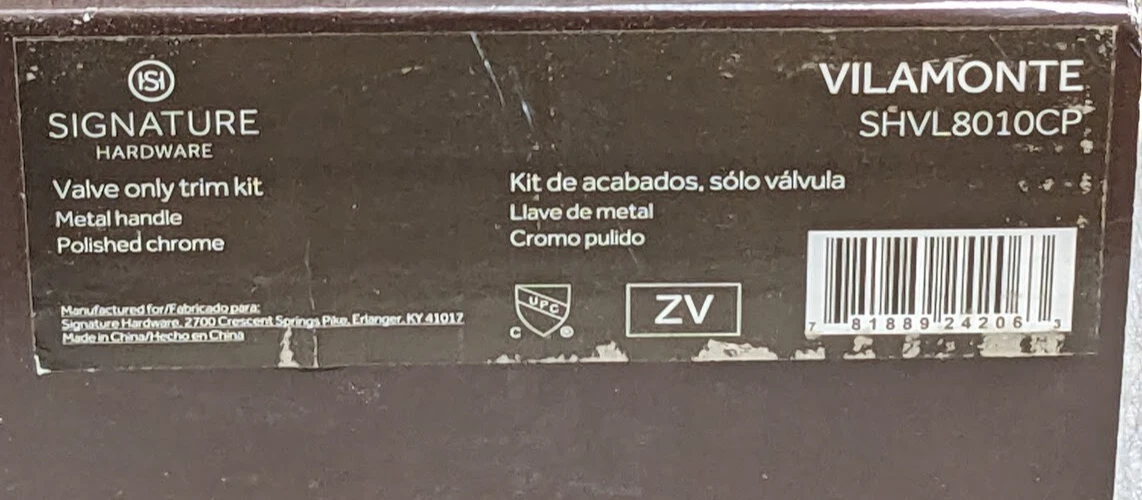 SIGNATURE
HARDWARE
Valve only trim kit
Metal handle
Polished chrome
Manufactured for/Fabricado para:
Signature Hardware, 2700 Crescent Springs Pike, Erlanger, KY 41017
Made in China/Hecho en China
Kit de acabados, sólo válvula
Llave de metal
Cromo pulido
UPC
C ®
ZV
VILAMONTE
SHVL8010CP
7 81889 24206 3